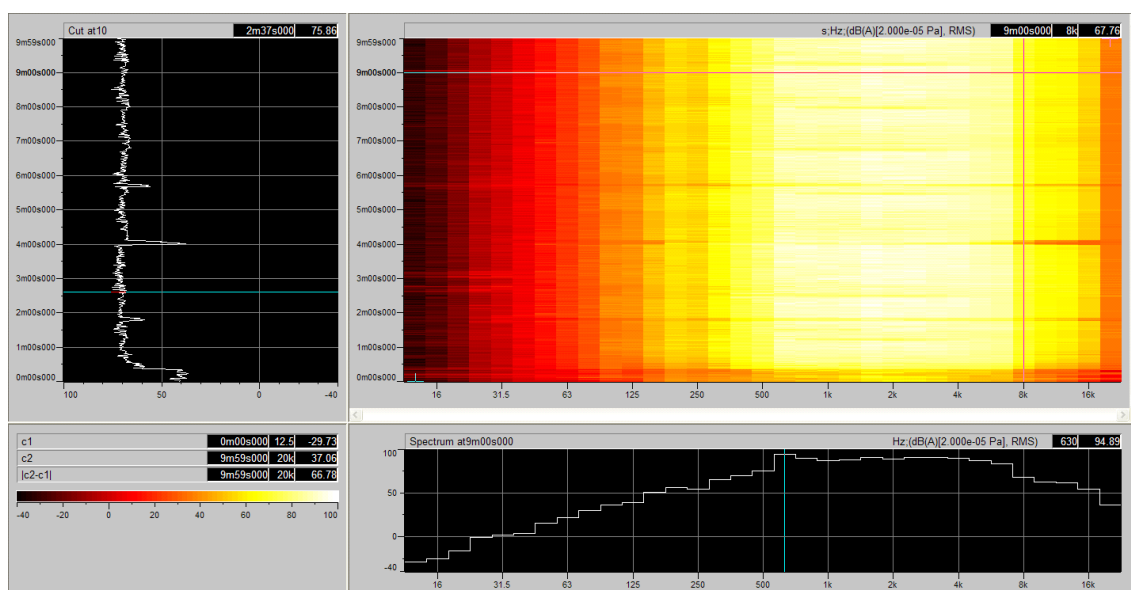 Cut at10 2m37s000 75.86
9m59s000
9m00s000
8m00s000
7m00s000
6m00s000
5m00s000
4m00s000
3m00s000
2m00s000
1m00s000
0m00s000
100 50 0 -40
s;Hz;(dB(A)[2.000e-05 Pa], RMS) 9m00s000 8k 67.76
9m59s000
9m00s000
8m00s000
7m00s000
6m00s000
5m00s000
4m00s000
3m00s000
2m00s000
1m00s000
0m00s000
16 31.5 63 125 250 500 1k 2k 4k 8k 16k
c1 0m00s000 12.5 -29.73
c2 9m59s000 20k 37.06
|c2-c1| 9m59s000 20k 66.78
-40 -20 0 20 40 60 80 100
Spectrum at9m00s000 Hz;(dB(A)[2.000e-05 Pa], RMS) 630 94.89
100
50
0
-40
16 31.5 63 125 250 500 1k 2k 4k 8k 16k